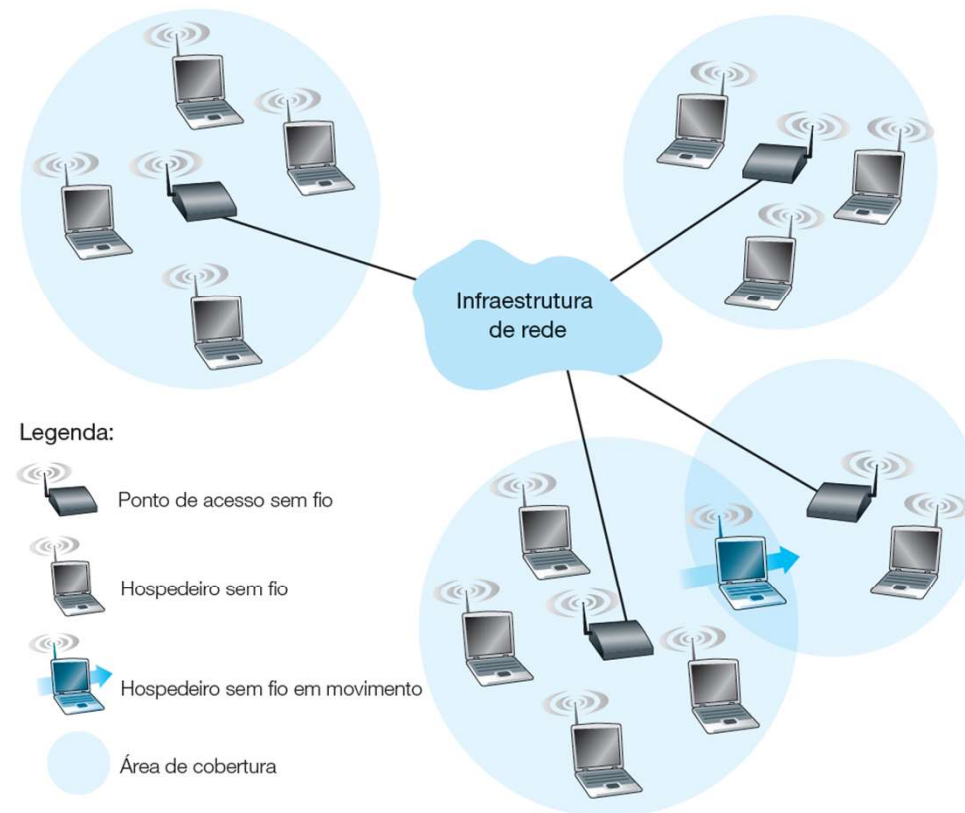 Infraestrutura
de rede
Legenda:
Ponto de acesso sem fio
Hospedeiro sem fio
Hospedeiro sem fio em movimento
Área de cobertura